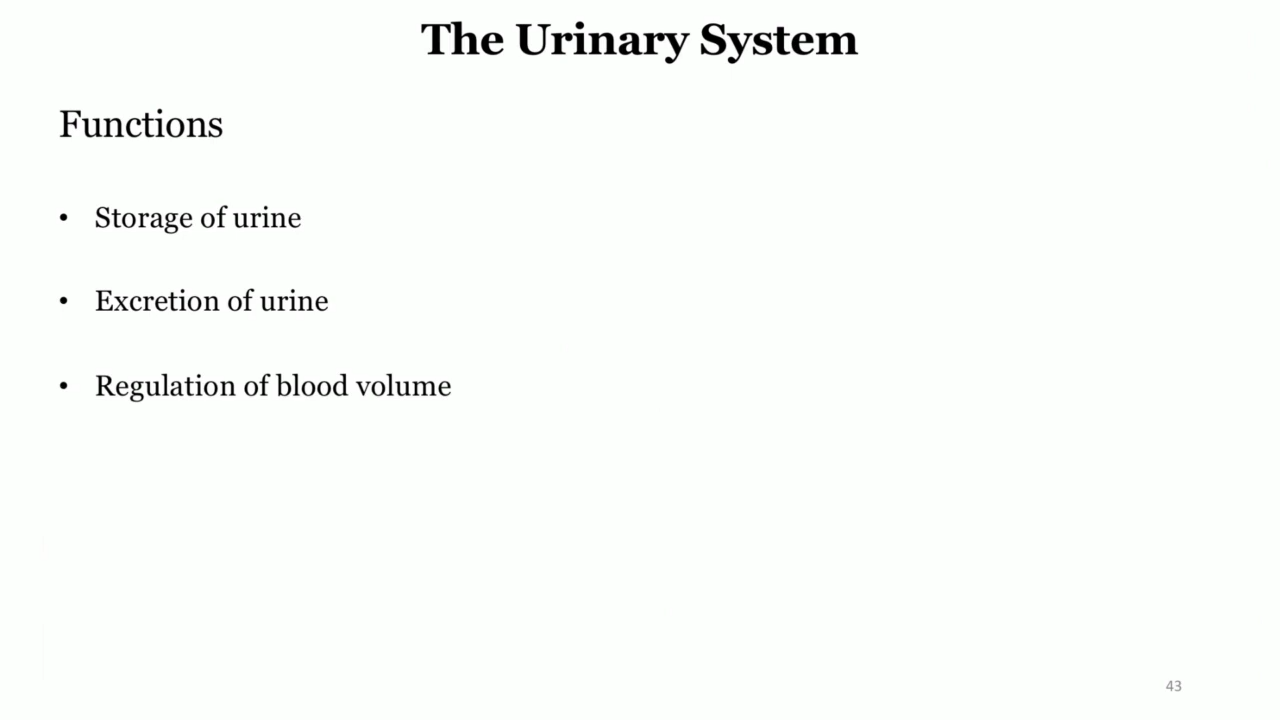 The Urinary System
Functions
• Storage of urine
• Excretion of urine
• Regulation of blood volume
43